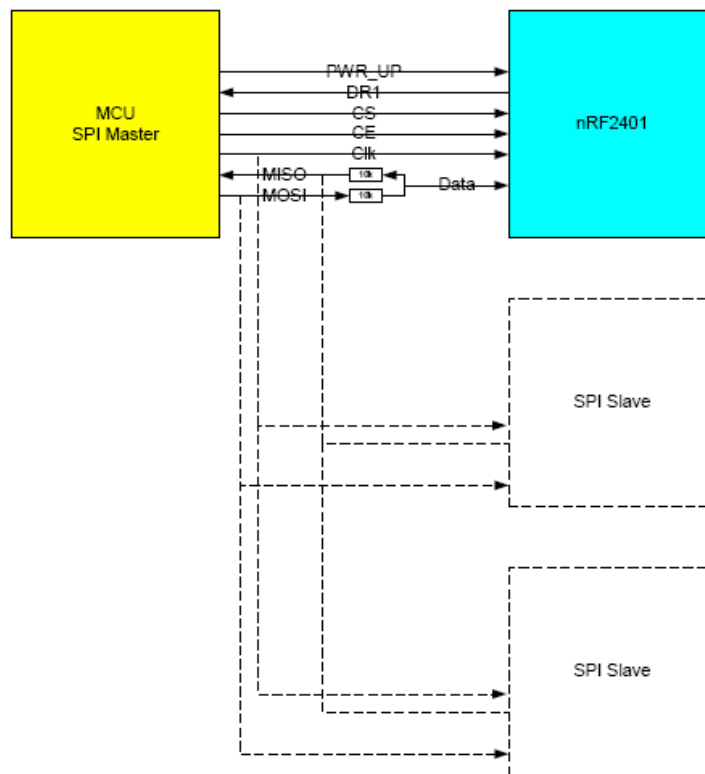 MCU
SPI Master
PWR_UP
DR1
CS
CE
Clk
MISO
10k
MOSI
10k
Data
nRF2401
SPI Slave
SPI Slave